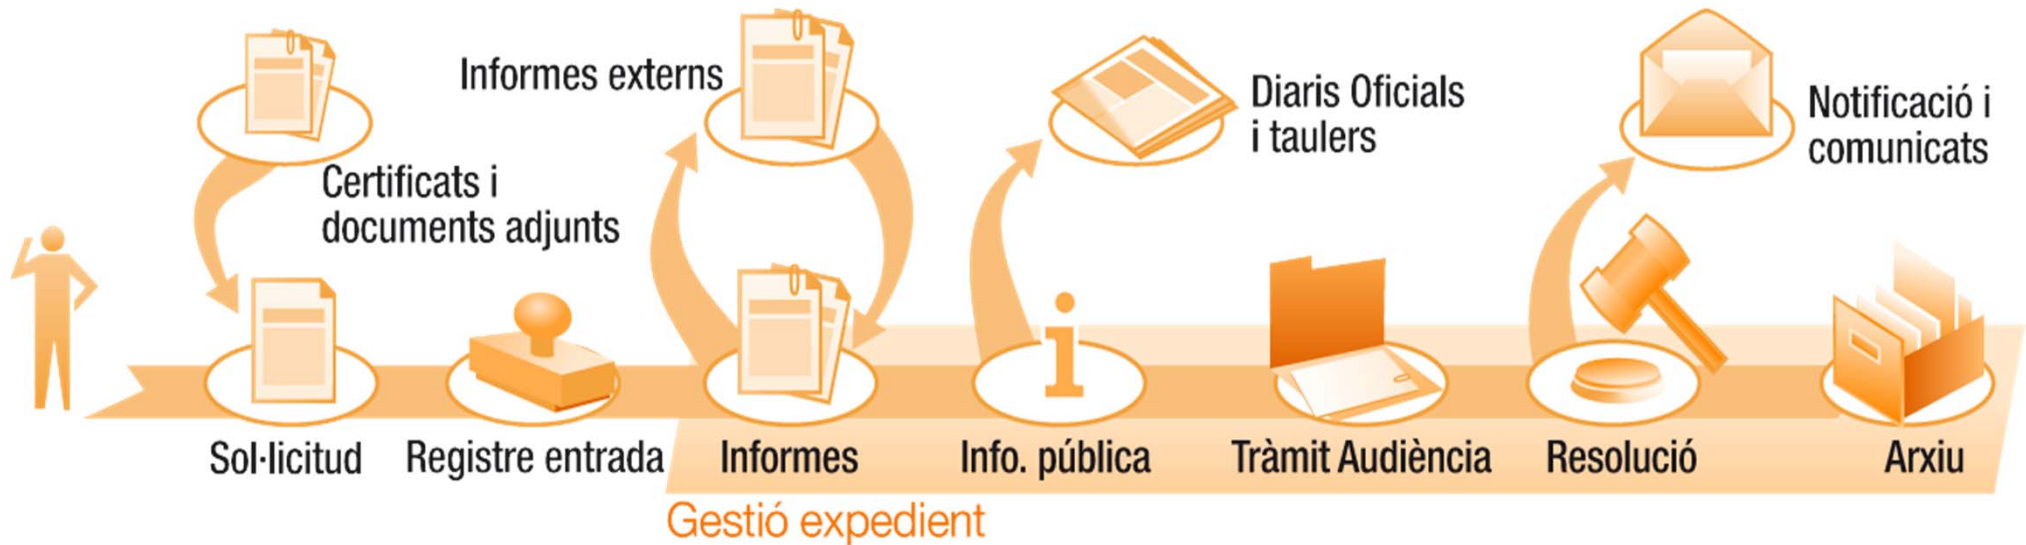 Informes externs
Diaris Oficials
i taulers
Notificació i
comunicats
Certificats i
documents adjunts
Sol·licitud
Registre entrada
Informes
Info. pública
Tràmit Audiència
Resolució
Arxiu
Gestió expedient